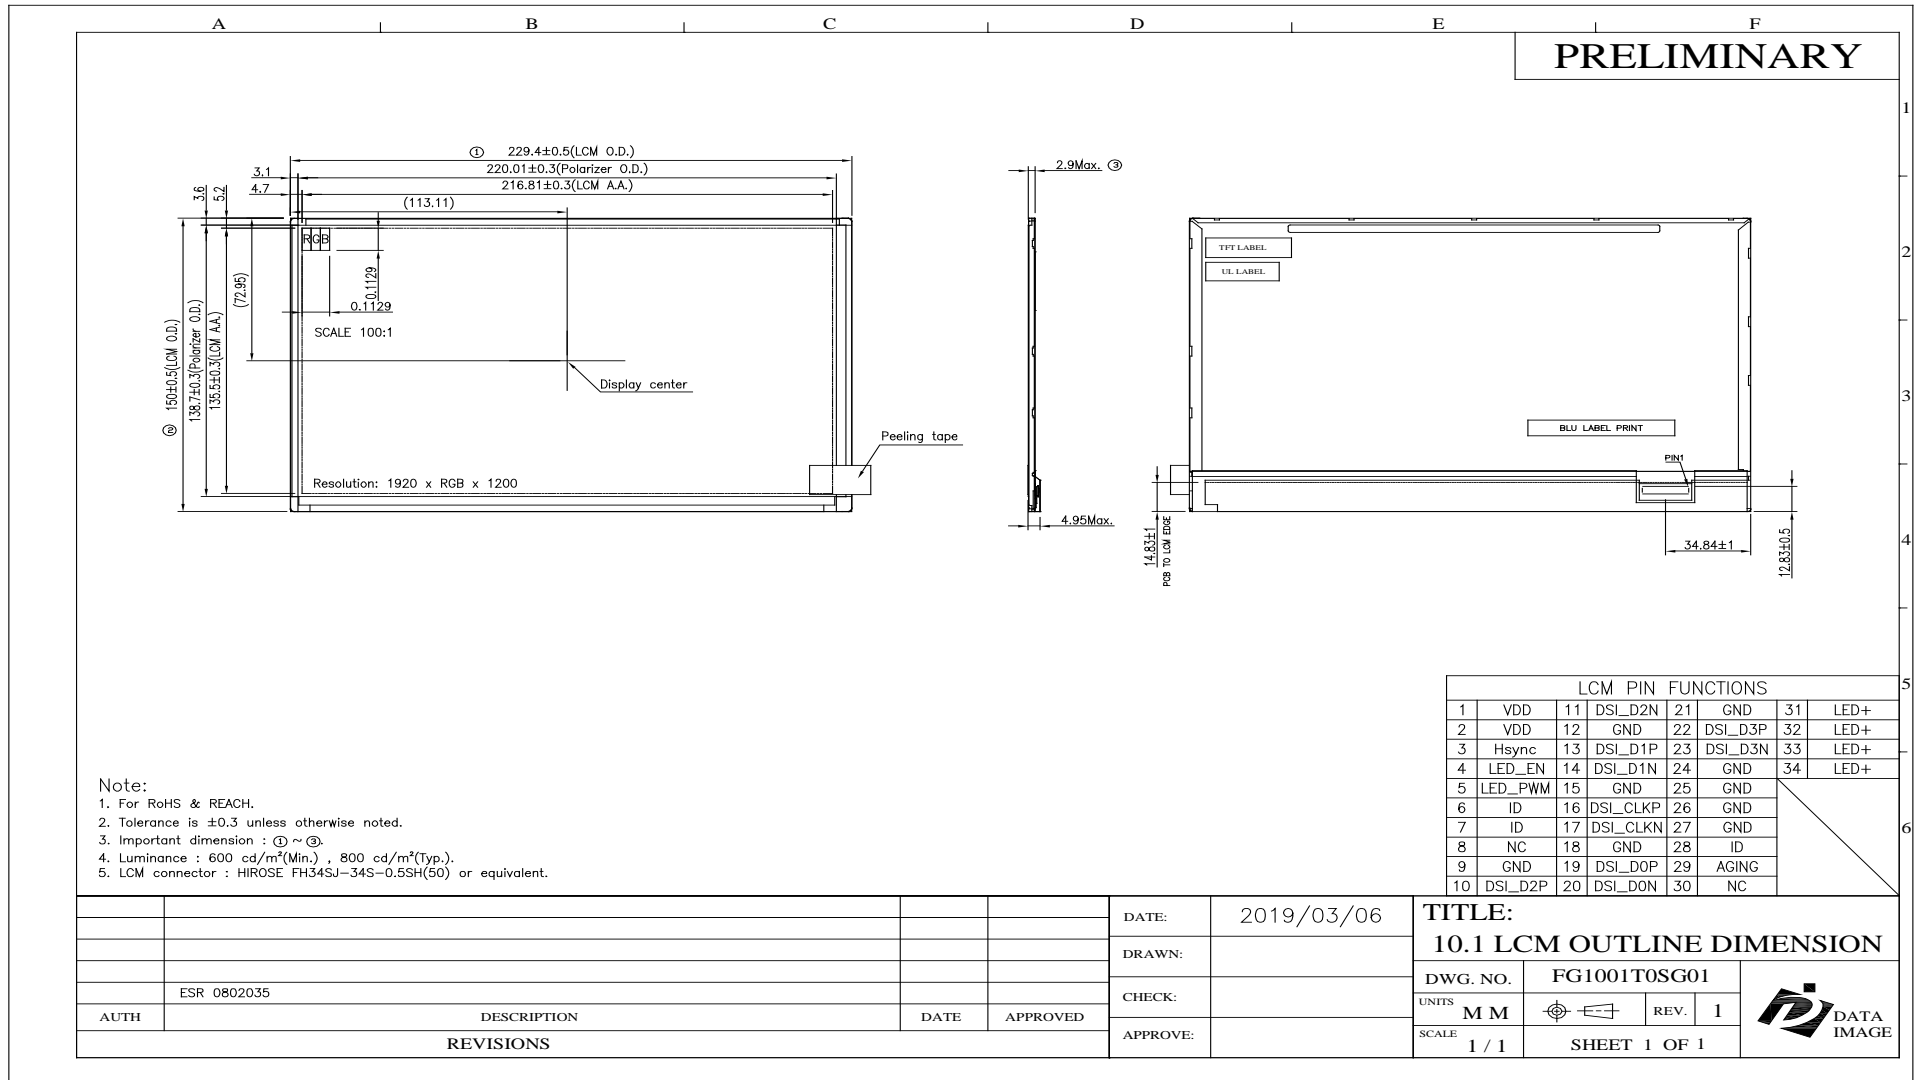 A B C D E F
PRELIMINARY
1
2
3
4
5
6
① 229.4±0.5(LCM O.D.)
220.01±0.3(Polarizer O.D.)
216.81±0.3(LCM A.A.)
(113.11)
3.1
4.7
3.6
5.2
② 150±0.5(LCM O.D.)
138.7±0.3(Polarizer O.D.)
135.5±0.3(LCM A.A.)
(72.95)
R G B
0.1129
0.1129
SCALE 100:1
Display center
Peeling tape
Resolution: 1920 x RGB x 1200
2.9Max. ③
4.95Max.
TFT LABEL
UL LABEL
BLU LABEL PRINT
PIN1
14.83±1
PCB TO LCM EDGE
34.84±1
12.83±0.5
LCM PIN FUNCTIONS
1 VDD 11 DSI_D2N 21 GND 31 LED+
2 VDD 12 GND 22 DSI_D3P 32 LED+
3 Hsync 13 DSI_D1P 23 DSI_D3N 33 LED+
4 LED_EN 14 DSI_D1N 24 GND 34 LED+
5 LED_PWM 15 GND 25 GND
6 ID 16 DSI_CLKP 26 GND
7 ID 17 DSI_CLKN 27 GND
8 NC 18 GND 28 ID
9 GND 19 DSI_D0P 29 AGING
10 DSI_D2P 20 DSI_D0N 30 NC
Note:
1. For RoHS & REACH.
2. Tolerance is ±0.3 unless otherwise noted.
3. Important dimension : ① ~ ③.
4. Luminance : 600 cd/m²(Min.) , 800 cd/m²(Typ.).
5. LCM connector : HIROSE FH34SJ-34S-0.5SH(50) or equivalent.
ESR 0802035
AUTH DESCRIPTION DATE APPROVED
REVISIONS
DATE: 2019/03/06
DRAWN:
CHECK:
APPROVE:
TITLE:
10.1 LCM OUTLINE DIMENSION
DWG. NO. FG1001T0SG01
UNITS MM REV. 1
SCALE 1 / 1 SHEET 1 OF 1
DATA
IMAGE